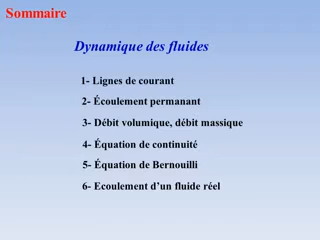 Sommaire
Dynamique des fluides
1- Lignes de courant
2- Écoulement permanant
3- Débit volumique, débit massique
4- Équation de continuité
5- Équation de Bernouilli
6- Ecoulement d’un fluide réel